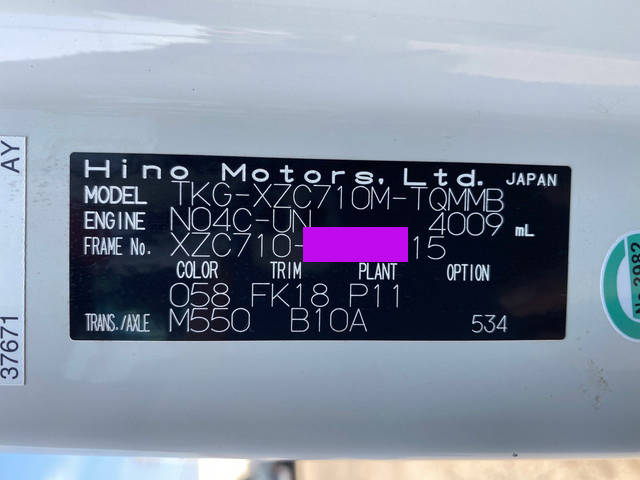 Hino Motors, Ltd. JAPAN
MODEL TKG-XZC710M-TQMMB
ENGINE N04C-UN 4009 mL
FRAME No. XZC710- 15
COLOR TRIM PLANT OPTION
058 FK18 P11
TRANS./AXLE M550 B10A 534
37671 AY